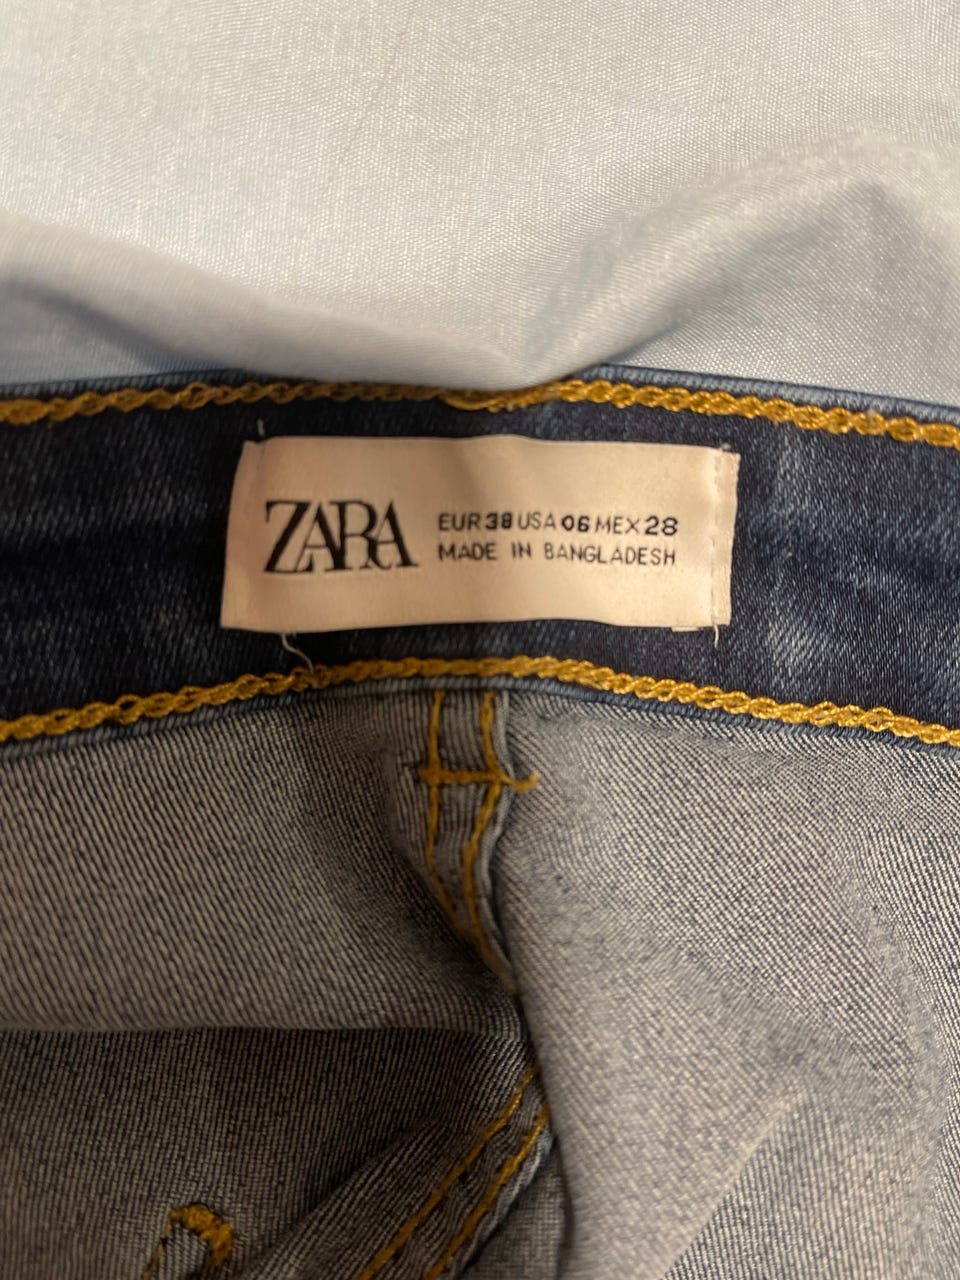 ZARA
EUR 38 USA 06 MEX 28
MADE IN BANGLADESH